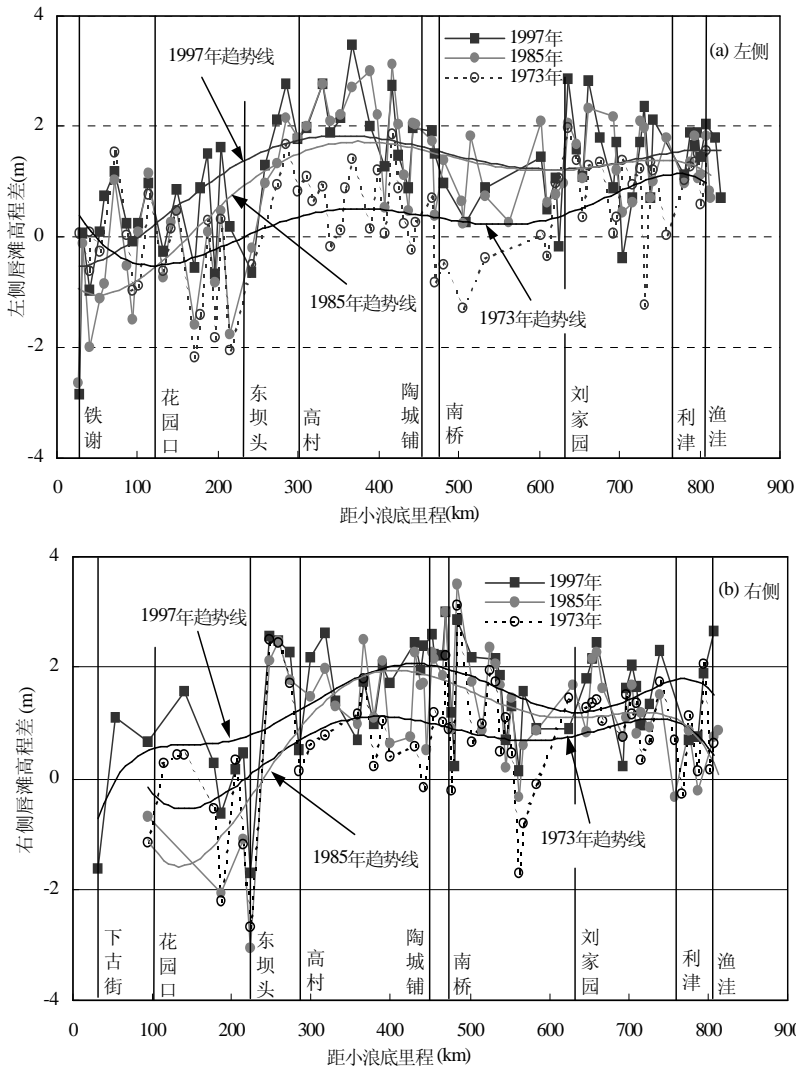 4
2
0
-2
-4
左侧唇滩高程差(m)
1997年趋势线
1997年
1985年
1973年
(a) 左侧
1985年趋势线
1973年趋势线
铁谢
花园口
东坝头
高村
陶城铺
南桥
刘家园
利津
渔洼
0 100 200 300 400 500 600 700 800 900
距小浪底里程(km)
4
2
0
-2
-4
右侧唇滩高程差 (m)
1997年趋势线
1997年
1985年
1973年
(b) 右侧
1985年趋势线
1973年趋势线
下古街
花园口
东坝头
高村
陶城铺
南桥
刘家园
利津
渔洼
0 100 200 300 400 500 600 700 800
距小浪底里程 (km)